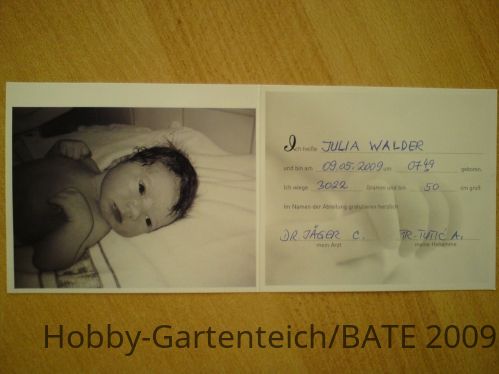 Ich heiße JULIA WALDER
und bin am 09.05.2009 um 07 49 geboren.
Ich wiege 3022 Gramm und bin 50 cm groß
Im Namen der Abteilung gratulieren herzlich
DR. JÄGER C. A.
mein Arzt meine Hebamme
Hobby-Gartenteich/BATE 2009